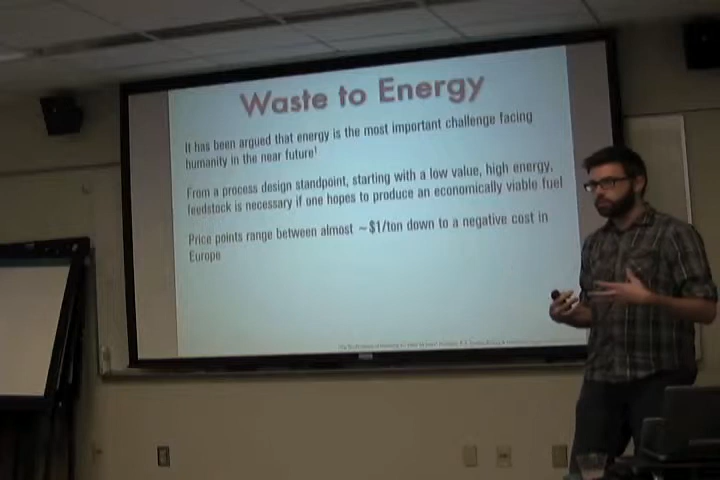 Waste to Energy
It has been argued that energy is the most important challenge facing
humanity in the near future¹
From a process design standpoint, starting with a low value, high energy,
feedstock is necessary if one hopes to produce an economically viable fuel
Price points range between almost ~$1/ton down to a negative cost in
Europe